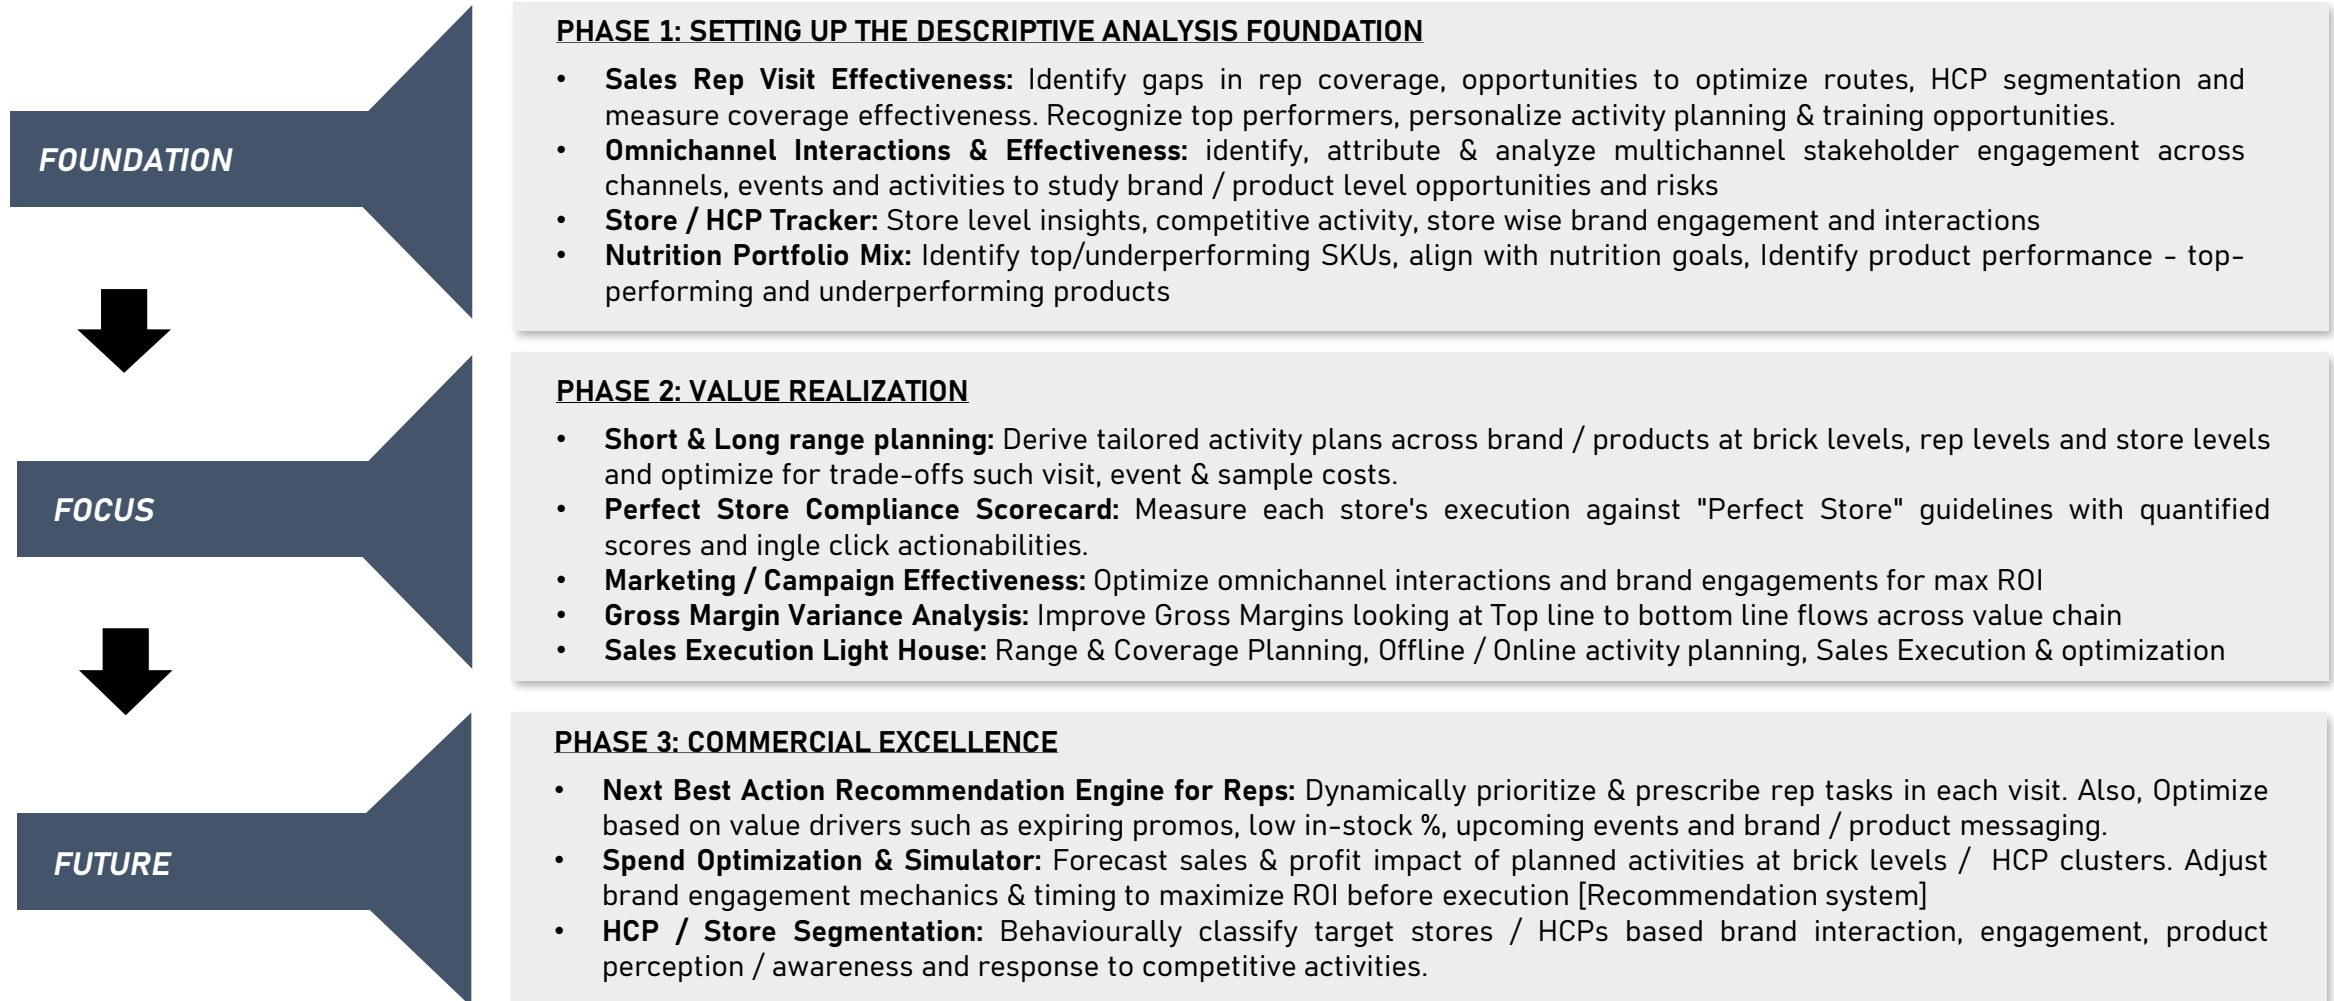 FOUNDATION
PHASE 1: SETTING UP THE DESCRIPTIVE ANALYSIS FOUNDATION
• Sales Rep Visit Effectiveness: Identify gaps in rep coverage, opportunities to optimize routes, HCP segmentation and
measure coverage effectiveness. Recognize top performers, personalize activity planning & training opportunities.
• Omnichannel Interactions & Effectiveness: identify, attribute & analyze multichannel stakeholder engagement across
channels, events and activities to study brand / product level opportunities and risks
• Store / HCP Tracker: Store level insights, competitive activity, store wise brand engagement and interactions
• Nutrition Portfolio Mix: Identify top/underperforming SKUs, align with nutrition goals, Identify product performance - top-
performing and underperforming products
FOCUS
PHASE 2: VALUE REALIZATION
• Short & Long range planning: Derive tailored activity plans across brand / products at brick levels, rep levels and store levels
and optimize for trade-offs such visit, event & sample costs.
• Perfect Store Compliance Scorecard: Measure each store's execution against "Perfect Store" guidelines with quantified
scores and ingle click actionabilities.
• Marketing / Campaign Effectiveness: Optimize omnichannel interactions and brand engagements for max ROI
• Gross Margin Variance Analysis: Improve Gross Margins looking at Top line to bottom line flows across value chain
• Sales Execution Light House: Range & Coverage Planning, Offline / Online activity planning, Sales Execution & optimization
FUTURE
PHASE 3: COMMERCIAL EXCELLENCE
• Next Best Action Recommendation Engine for Reps: Dynamically prioritize & prescribe rep tasks in each visit. Also, Optimize
based on value drivers such as expiring promos, low in-stock %, upcoming events and brand / product messaging.
• Spend Optimization & Simulator: Forecast sales & profit impact of planned activities at brick levels / HCP clusters. Adjust
brand engagement mechanics & timing to maximize ROI before execution [Recommendation system]
• HCP / Store Segmentation: Behaviourally classify target stores / HCPs based brand interaction, engagement, product
perception / awareness and response to competitive activities.